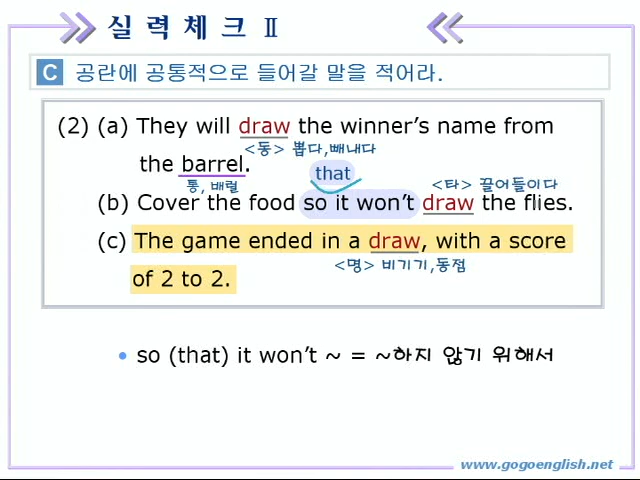 실 력 체 크 Ⅱ
C 공란에 공통적으로 들어갈 말을 적어라.
(2) (a) They will draw the winner's name from
<동> 뽑다,빼내다
the barrel.
that
통, 배럴
<타> 끌어들이다
(b) Cover the food so it won't draw the flies.
(c) The game ended in a draw, with a score
<명> 비기기,동점
of 2 to 2.
• so (that) it won't ~ = ~하지 않기 위해서
www.gogoenglish.net